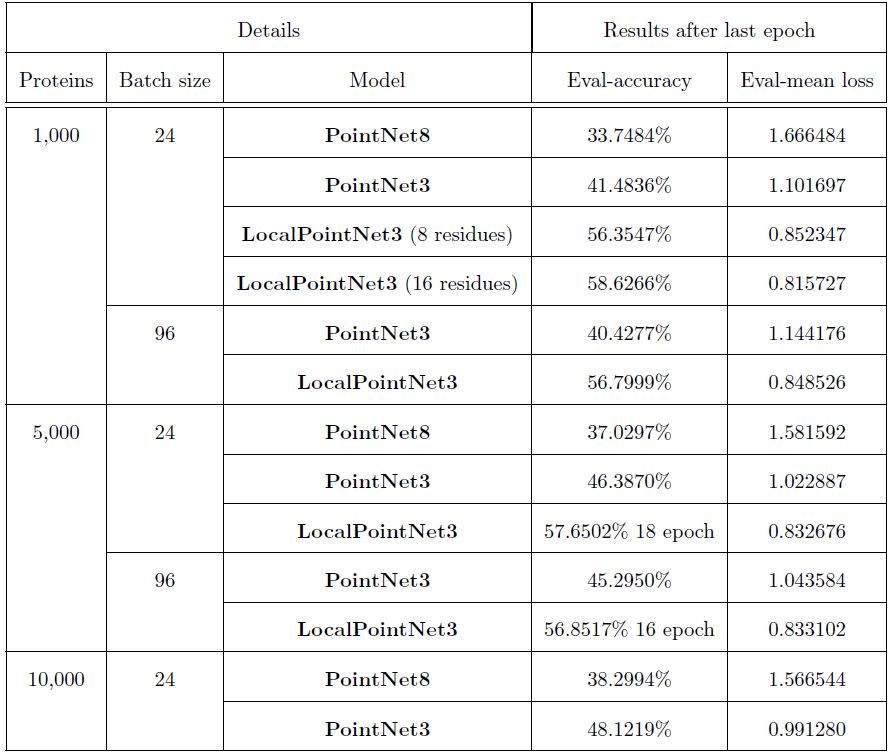 Details Results after last epoch
Proteins Batch size Model Eval-accuracy Eval-mean loss
1,000 24 PointNet8 33.7484% 1.666484
PointNet3 41.4836% 1.101697
LocalPointNet3 (8 residues) 56.3547% 0.852347
LocalPointNet3 (16 residues) 58.6266% 0.815727
96 PointNet3 40.4277% 1.144176
LocalPointNet3 56.7999% 0.848526
5,000 24 PointNet8 37.0297% 1.581592
PointNet3 46.3870% 1.022887
LocalPointNet3 57.6502% 18 epoch 0.832676
96 PointNet3 45.2950% 1.043584
LocalPointNet3 56.8517% 16 epoch 0.833102
10,000 24 PointNet8 38.2994% 1.566544
PointNet3 48.1219% 0.991280